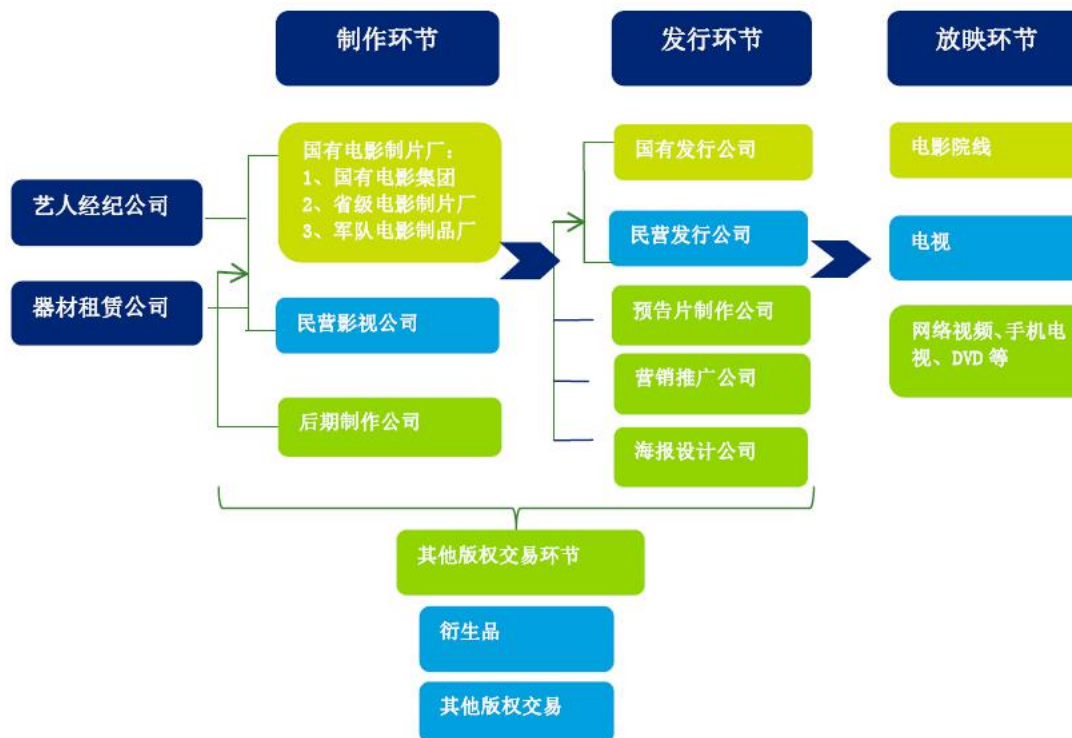 制作环节
发行环节
放映环节
艺人经纪公司
器材租赁公司
国有电影制片厂：
1、国有电影集团
2、省级电影制片厂
3、军队电影制品厂
民营影视公司
后期制作公司
国有发行公司
民营发行公司
预告片制作公司
营销推广公司
海报设计公司
电影院线
电视
网络视频、手机电
视、DVD 等
其他版权交易环节
衍生品
其他版权交易